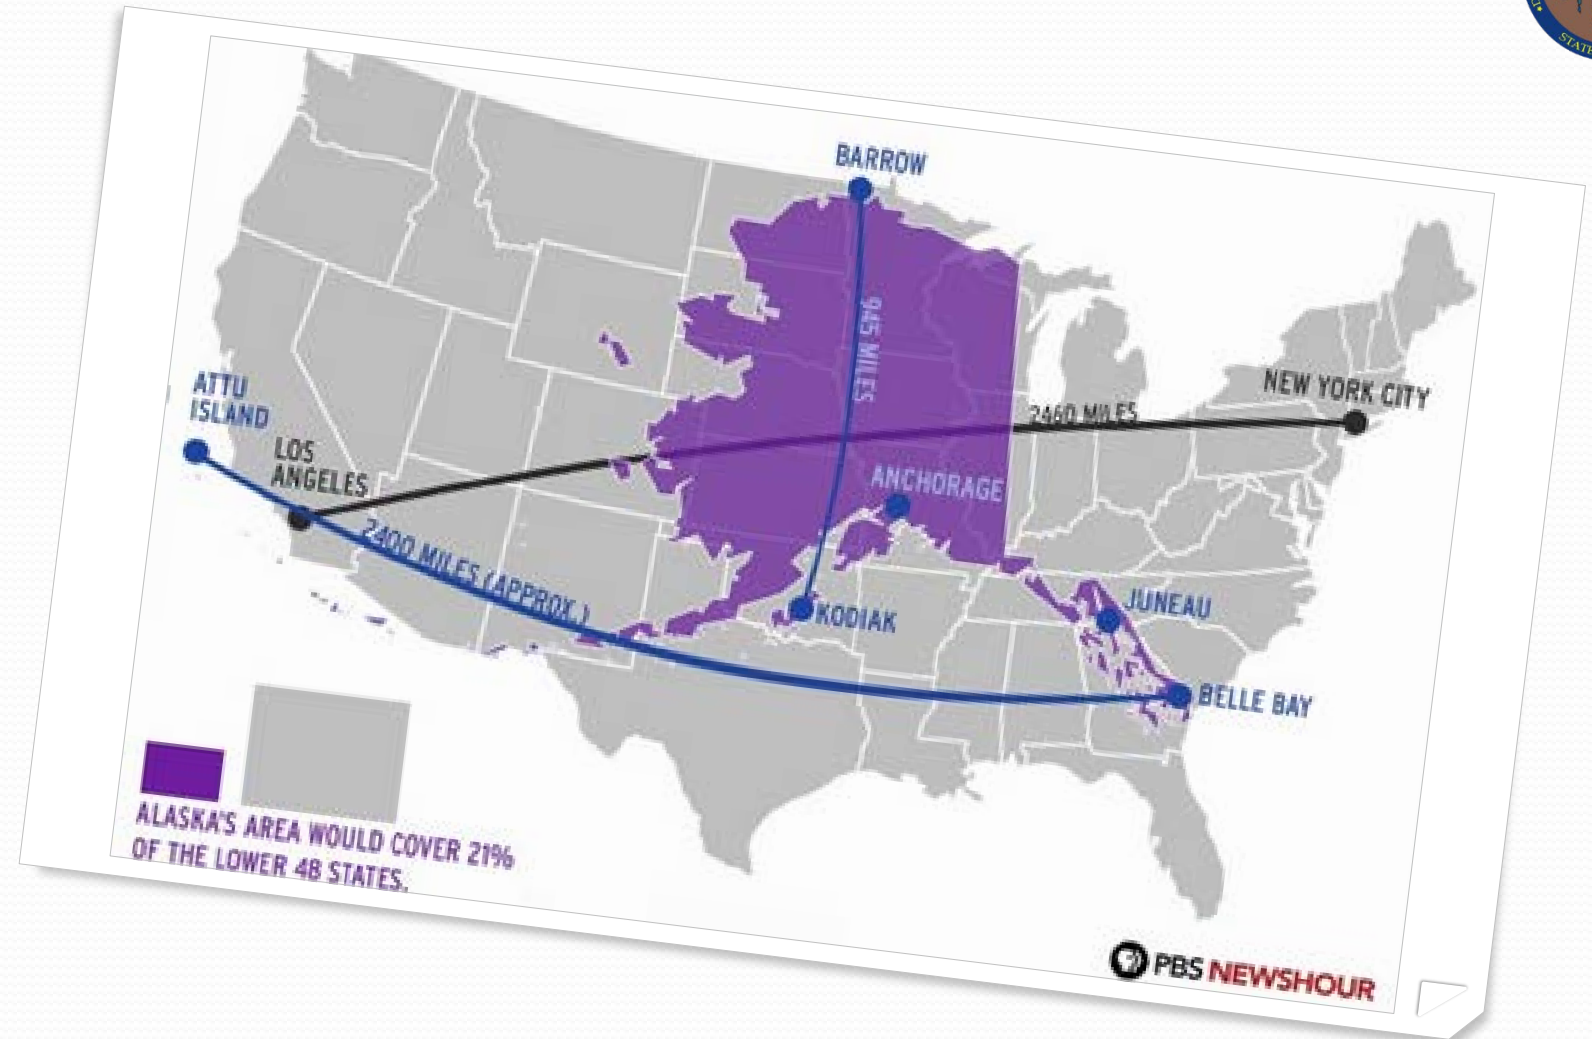 STATE
BARROW
945 MILES
ATTU
ISLAND
LOS
ANGELES
NEW YORK CITY
2460 MILES
ANCHORAGE
2400 MILES (APPROX.)
KODIAK
JUNEAU
BELLE BAY
ALASKA'S AREA WOULD COVER 21%
OF THE LOWER 48 STATES.
PBS NEWSHOUR